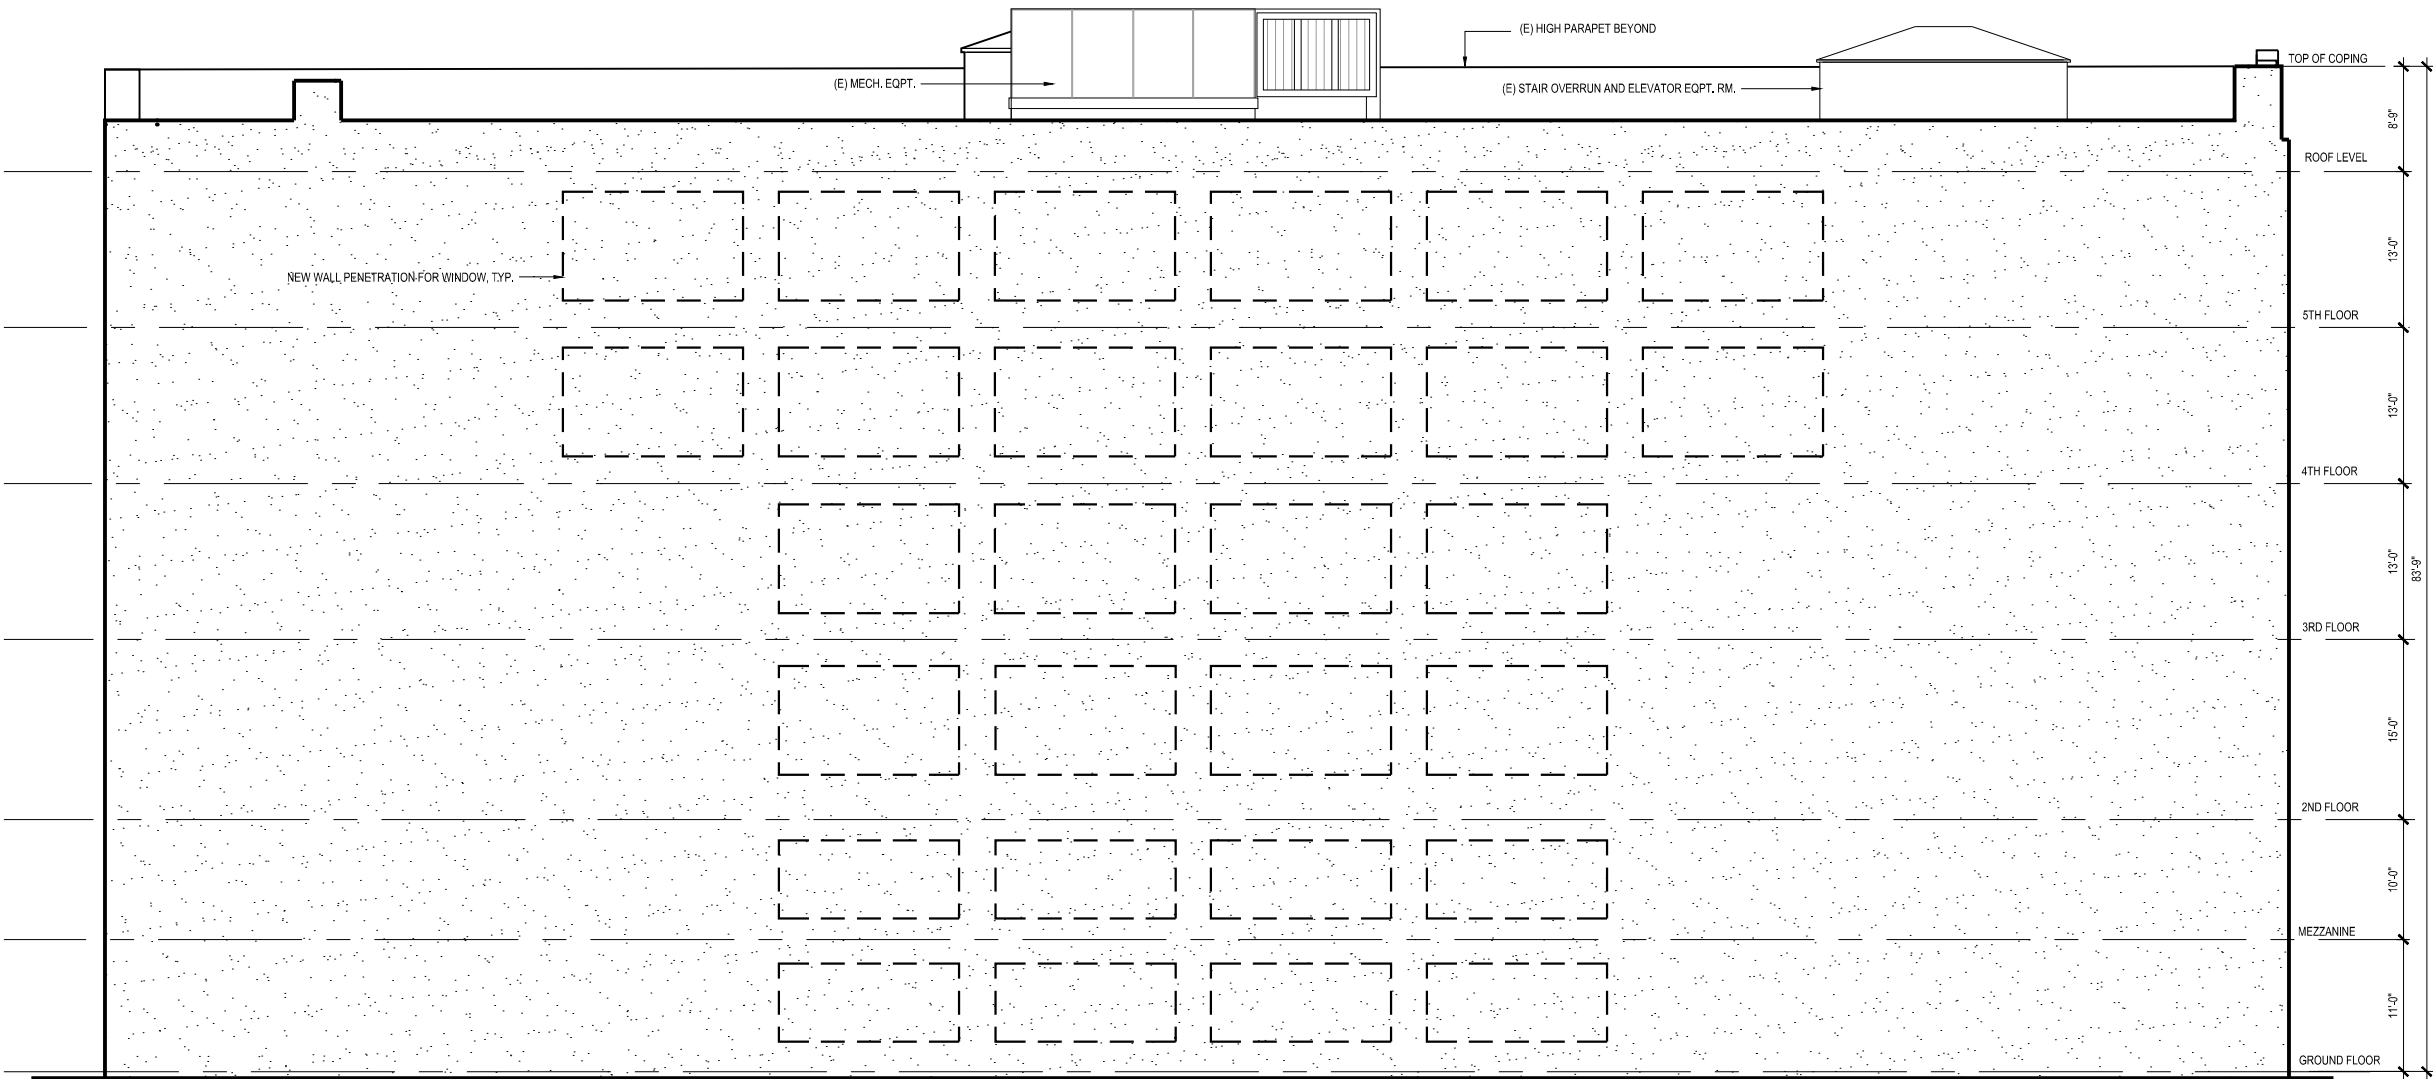 (E) HIGH PARAPET BEYOND
TOP OF COPING
(E) MECH. EQPT.
(E) STAIR OVERRUN AND ELEVATOR EQPT. RM.
8'-9"
ROOF LEVEL
13'-0"
NEW WALL PENETRATION FOR WINDOW, TYP.
5TH FLOOR
13'-0"
4TH FLOOR
13'-0"
83'-9"
3RD FLOOR
15'-0"
2ND FLOOR
10'-0"
MEZZANINE
11'-0"
GROUND FLOOR